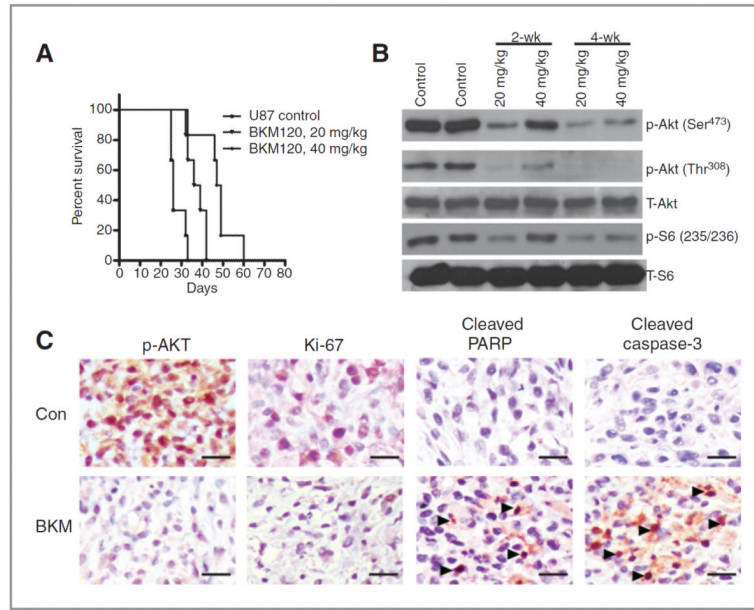 A
100
80
60
40
20
0
Percent survival
0 10 20 30 40 50 60 70 80
Days
U87 control
BKM120, 20 mg/kg
BKM120, 40 mg/kg
B
2-wk 4-wk
Control Control 20 mg/kg 40 mg/kg 20 mg/kg 40 mg/kg
p-Akt (Ser473)
p-Akt (Thr308)
T-Akt
p-S6 (235/236)
T-S6
C
p-AKT Ki-67 Cleaved PARP Cleaved caspase-3
Con
BKM